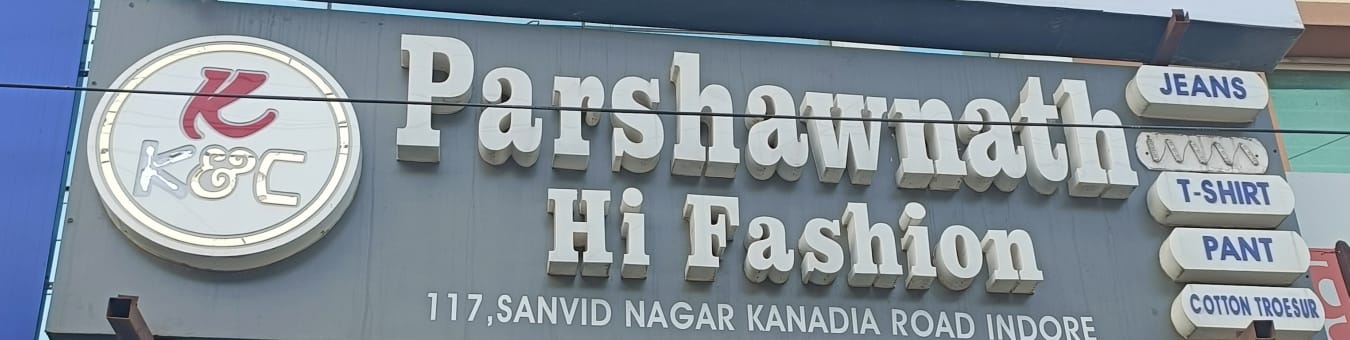 K
K&C
Parshawnath
Hi Fashion
117,SANVID NAGAR KANADIA ROAD INDORE
JEANS
T-SHIRT
PANT
COTTON TROESUR